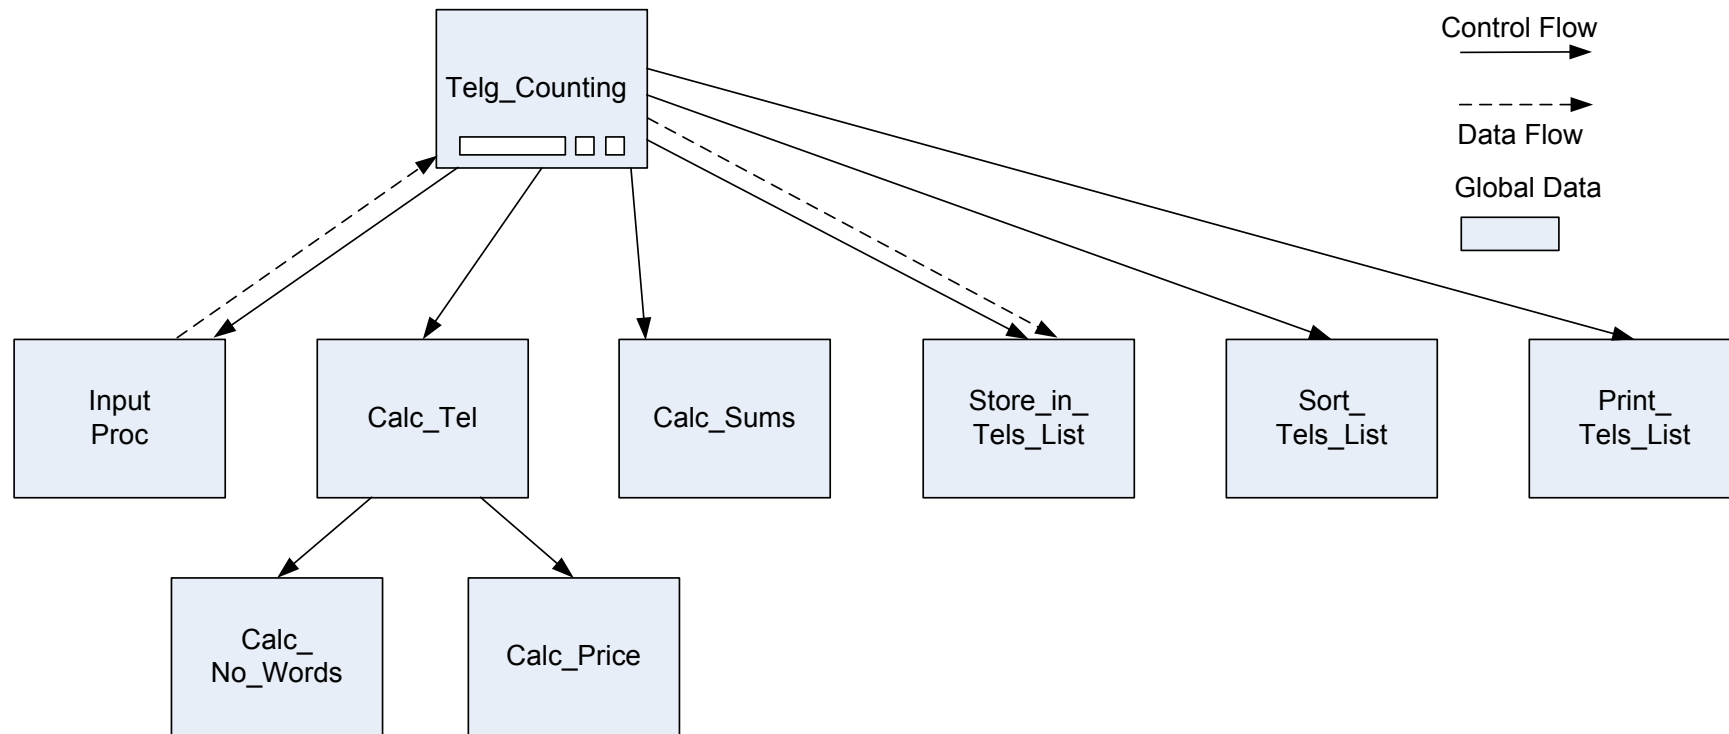 Telg_Counting
Control Flow
Data Flow
Global Data
Input
Proc
Calc_Tel
Calc_Sums
Store_in_
Tels_List
Sort_
Tels_List
Print_
Tels_List
Calc_
No_Words
Calc_Price